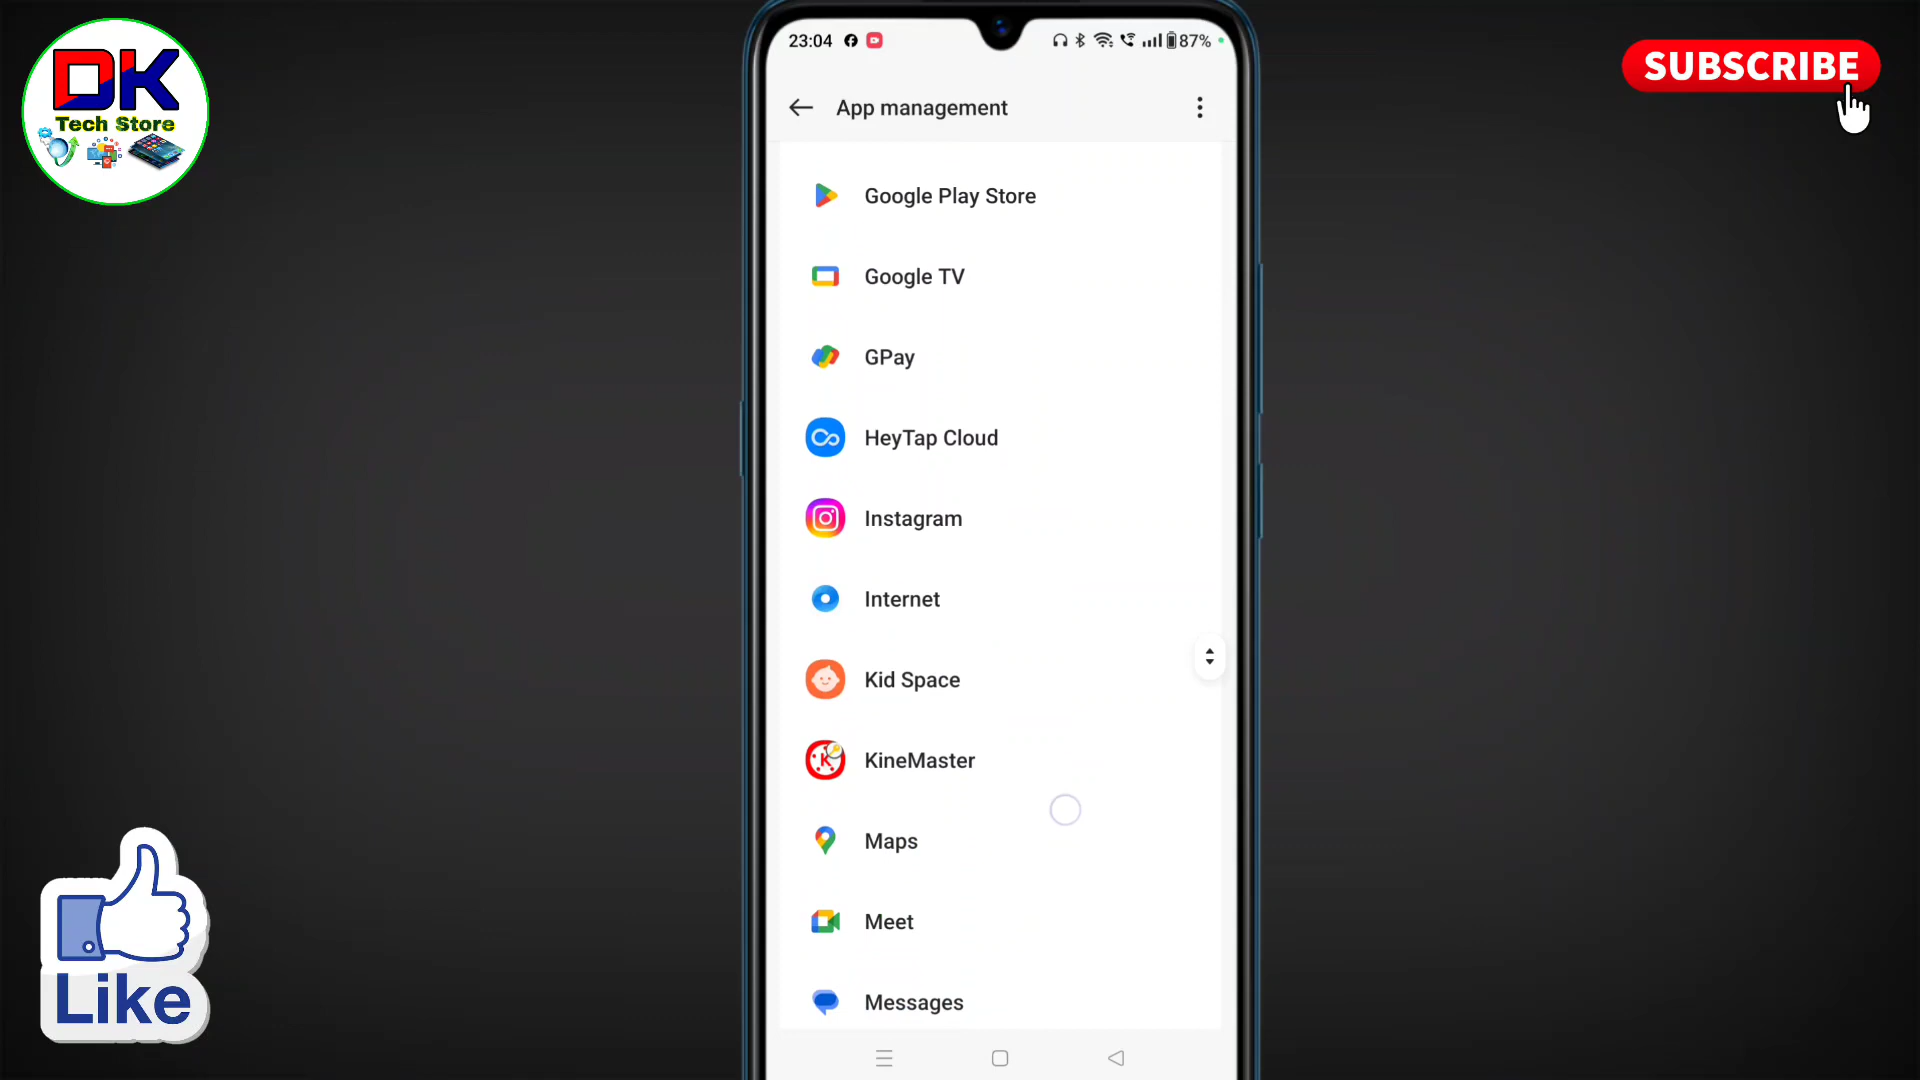 DK
Tech Store
SUBSCRIBE
23:04
87%
App management
Google Play Store
Google TV
GPay
HeyTap Cloud
Instagram
Internet
Kid Space
KineMaster
Maps
Meet
Messages
Like